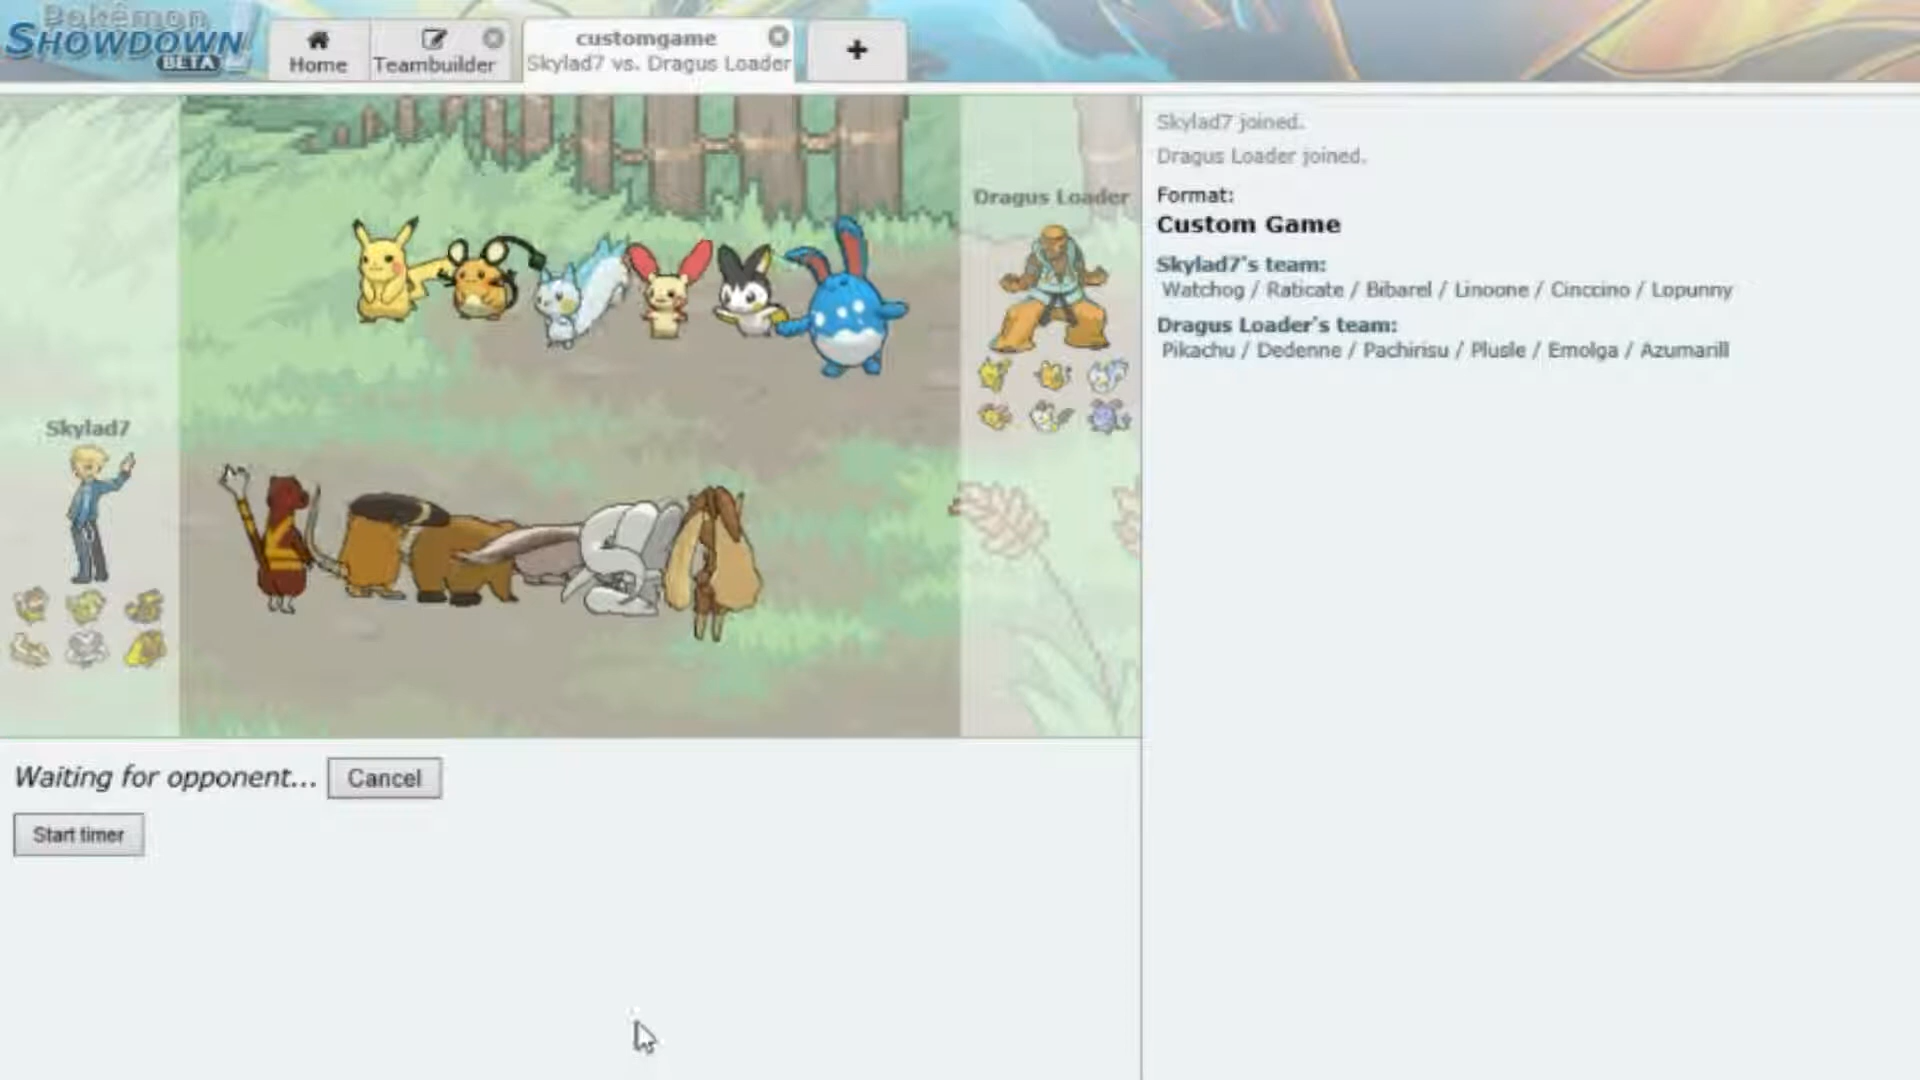 Pokémon
SHOWDOWN!
BETA
Home
Teambuilder
customgame
Skylad7 vs. Dragus Loader
+
Dragus Loader
Skylad7
Skylad7 joined.
Dragus Loader joined.
Format:
Custom Game
Skylad7's team:
Watchog / Raticate / Bibarel / Linoone / Cinccino / Lopunny
Dragus Loader's team:
Pikachu / Dedenne / Pachirisu / Plusle / Emolga / Azumarill
Waiting for opponent...
Cancel
Start timer